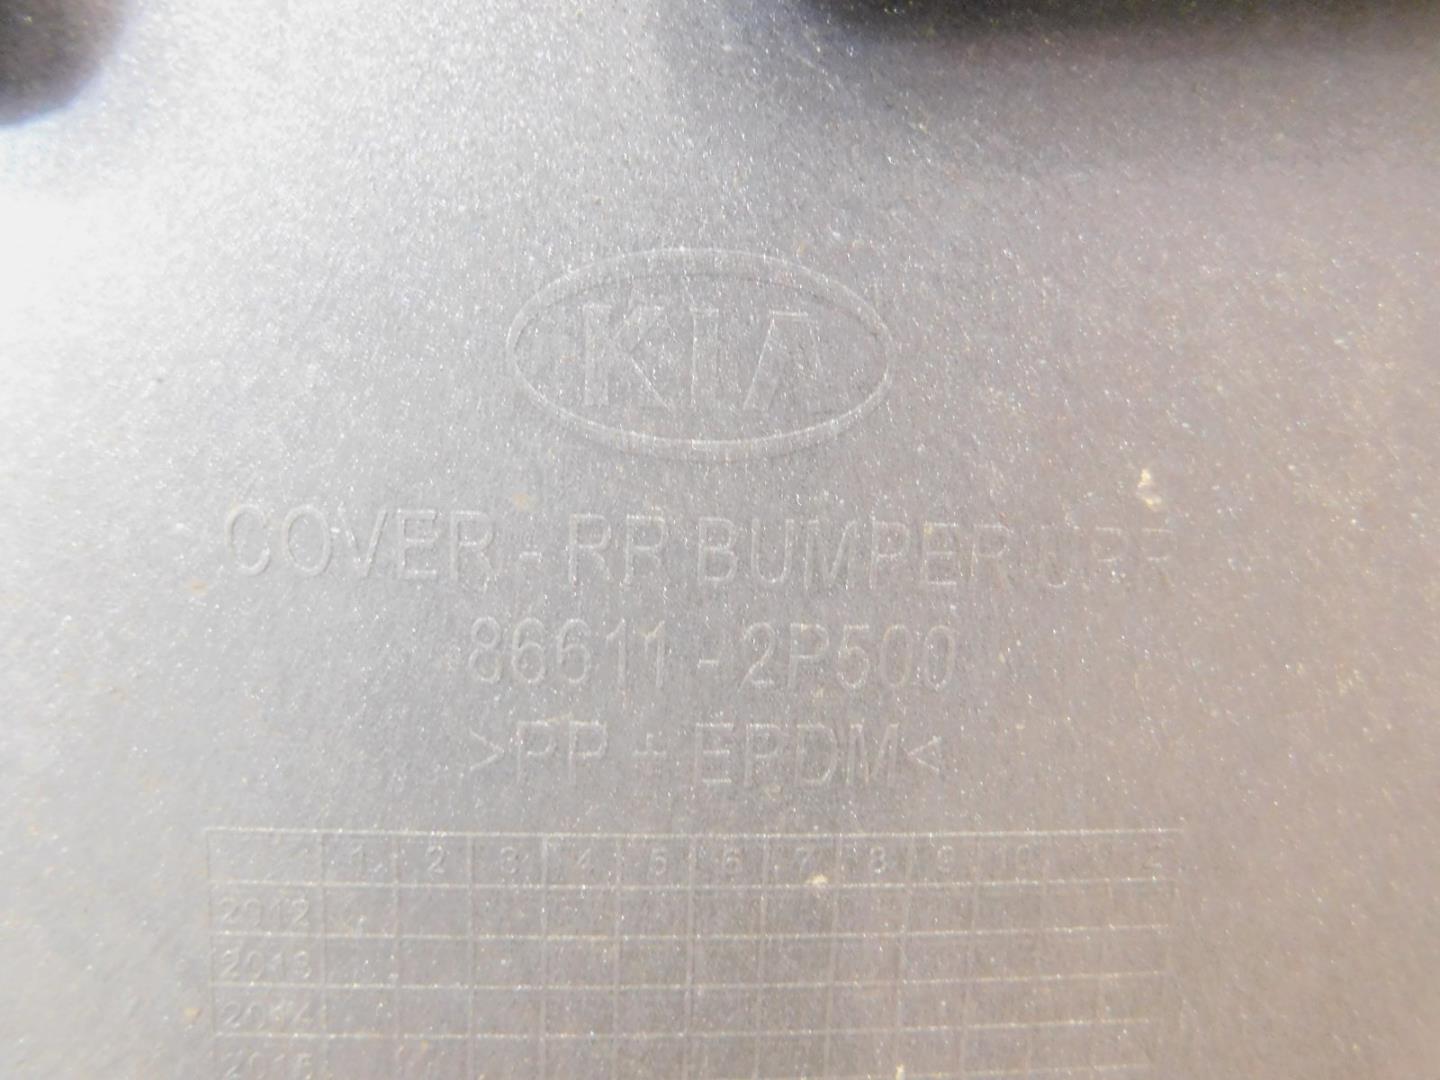 KIA
COVER - RR BUMPER UPR
86611 - 2P500
>PP + EPDM<
1 2 3 4 5 6 7 8 9 10
2012
2013
2014
2015